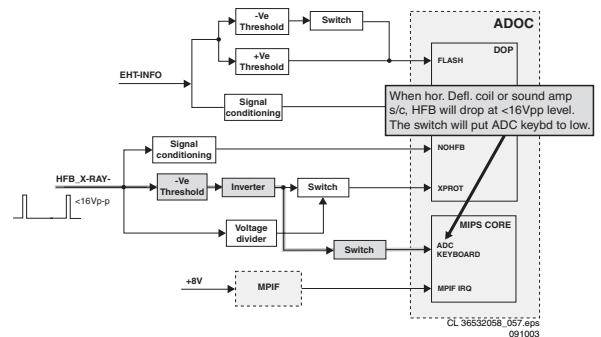 ADOC
-Ve
Threshold
Switch
+Ve
Threshold
DOP
FLASH
EHT-INFO
Signal
conditioning
When hor. Defl. coil or sound amp
s/c, HFB will drop at <16Vpp level.
The switch will put ADC keybd to low.
Signal
conditioning
NOHFB
HFB_X-RAY-
<16Vp-p
-Ve
Threshold
Inverter
Switch
XPROT
Voltage
divider
MIPS CORE
Switch
ADC
KEYBOARD
+8V
MPIF
MPIF IRQ
CL 36532058_057.eps
091003